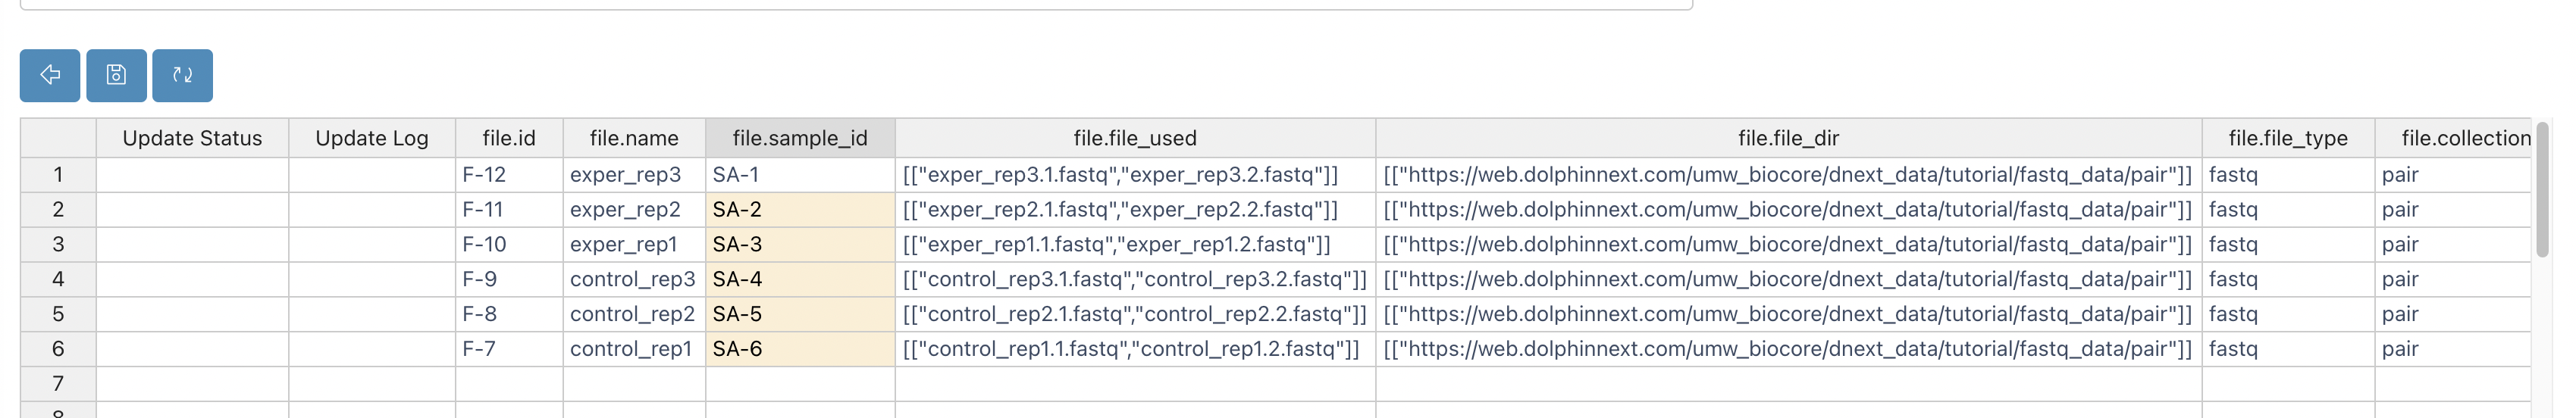 Update Status Update Log file.id file.name file.sample_id file.file_used file.file_dir file.file_type file.collection
1 F-12 exper_rep3 SA-1 [["exper_rep3.1.fastq","exper_rep3.2.fastq"]] [["https://web.dolphinnext.com/umw_biocore/dnext_data/tutorial/fastq_data/pair"]] fastq pair
2 F-11 exper_rep2 SA-2 [["exper_rep2.1.fastq","exper_rep2.2.fastq"]] [["https://web.dolphinnext.com/umw_biocore/dnext_data/tutorial/fastq_data/pair"]] fastq pair
3 F-10 exper_rep1 SA-3 [["exper_rep1.1.fastq","exper_rep1.2.fastq"]] [["https://web.dolphinnext.com/umw_biocore/dnext_data/tutorial/fastq_data/pair"]] fastq pair
4 F-9 control_rep3 SA-4 [["control_rep3.1.fastq","control_rep3.2.fastq"]] [["https://web.dolphinnext.com/umw_biocore/dnext_data/tutorial/fastq_data/pair"]] fastq pair
5 F-8 control_rep2 SA-5 [["control_rep2.1.fastq","control_rep2.2.fastq"]] [["https://web.dolphinnext.com/umw_biocore/dnext_data/tutorial/fastq_data/pair"]] fastq pair
6 F-7 control_rep1 SA-6 [["control_rep1.1.fastq","control_rep1.2.fastq"]] [["https://web.dolphinnext.com/umw_biocore/dnext_data/tutorial/fastq_data/pair"]] fastq pair
7
8